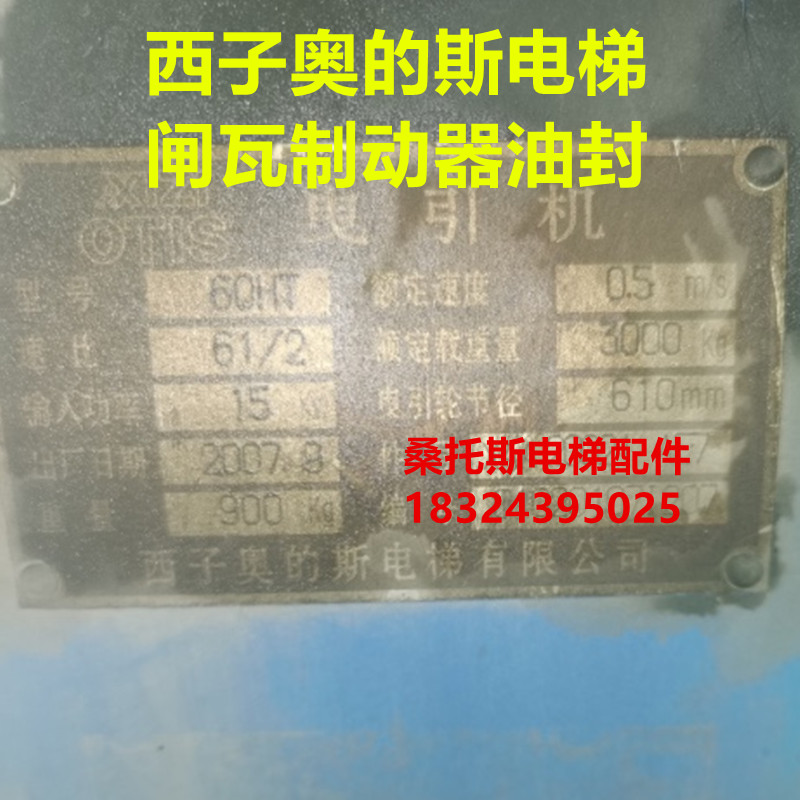 西子奥的斯电梯
闸瓦制动器油封
XIZI
OTIS 曳引机
型号 60HT 额定速度 0.5 m/s
速比 61/2 额定载重量 3000 Kg
输入功率 15 曳引轮节径 610mm
出厂日期 2007.8
桑托斯电梯配件
重量 900 Kg
18324395025
西子奥的斯电梯有限公司